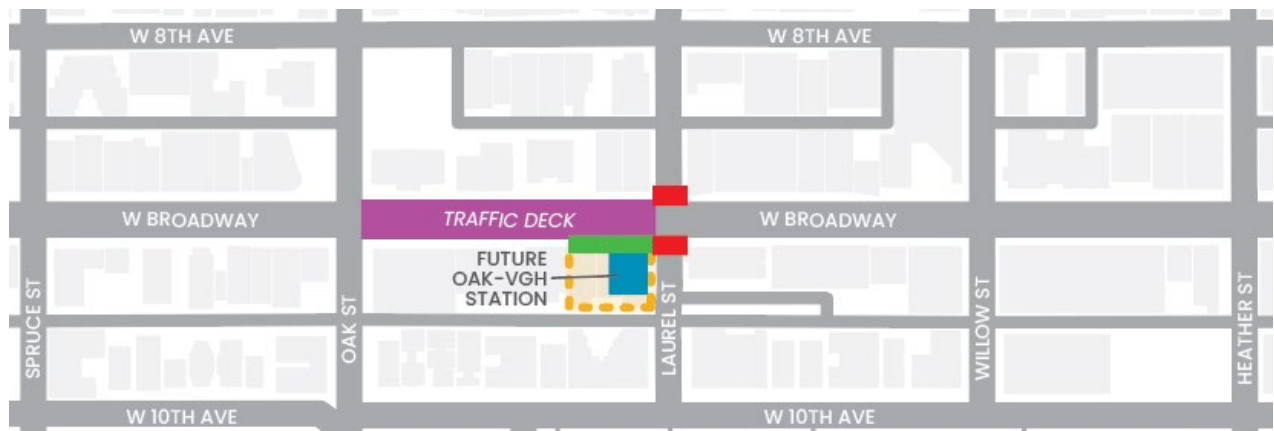 W 8TH AVE
W 8TH AVE
W BROADWAY
TRAFFIC DECK
W BROADWAY
FUTURE
OAK-VGH
STATION
SPRUCE ST
OAK ST
LAUREL ST
WILLOW ST
HEATHER ST
W 10TH AVE
W 10TH AVE